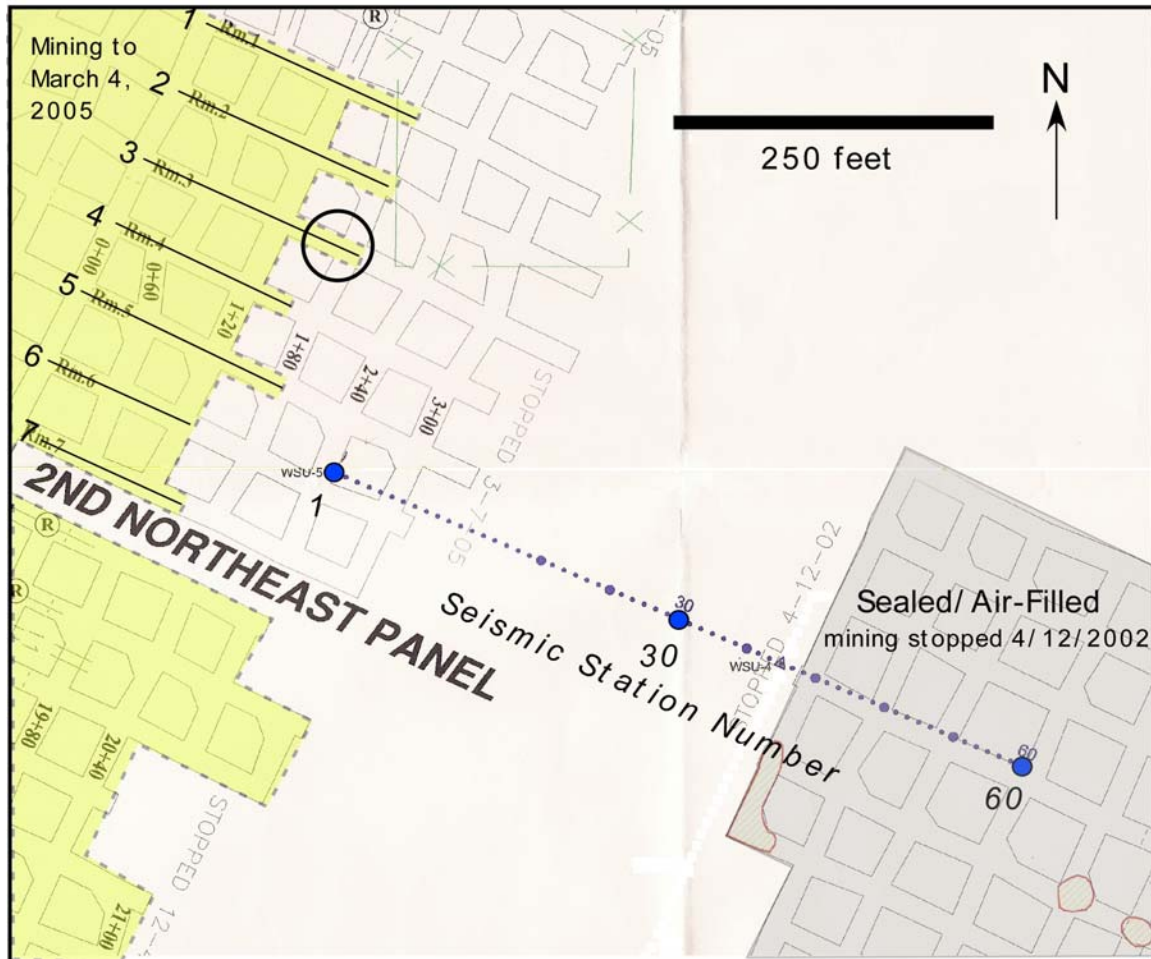 Mining to
March 4,
2005
1
Rm.1
2
Rm.2
3
Rm.3
4
Rm.4
5
Rm.5
6
Rm.6
7
Rm.7
R
05
N
250 feet
0+00
0+60
1+20
1+80
2+40
3+00
STOPPED 3-7-05
WSU-5
1
2ND NORTHEAST PANEL
R
R
Seismic Station Number
30
30
WSU-4
STOPPED 4-12-02
Sealed/ Air-Filled
mining stopped 4/12/2002
60
60
19+80
20+40
21+00
STOPPED 12-4